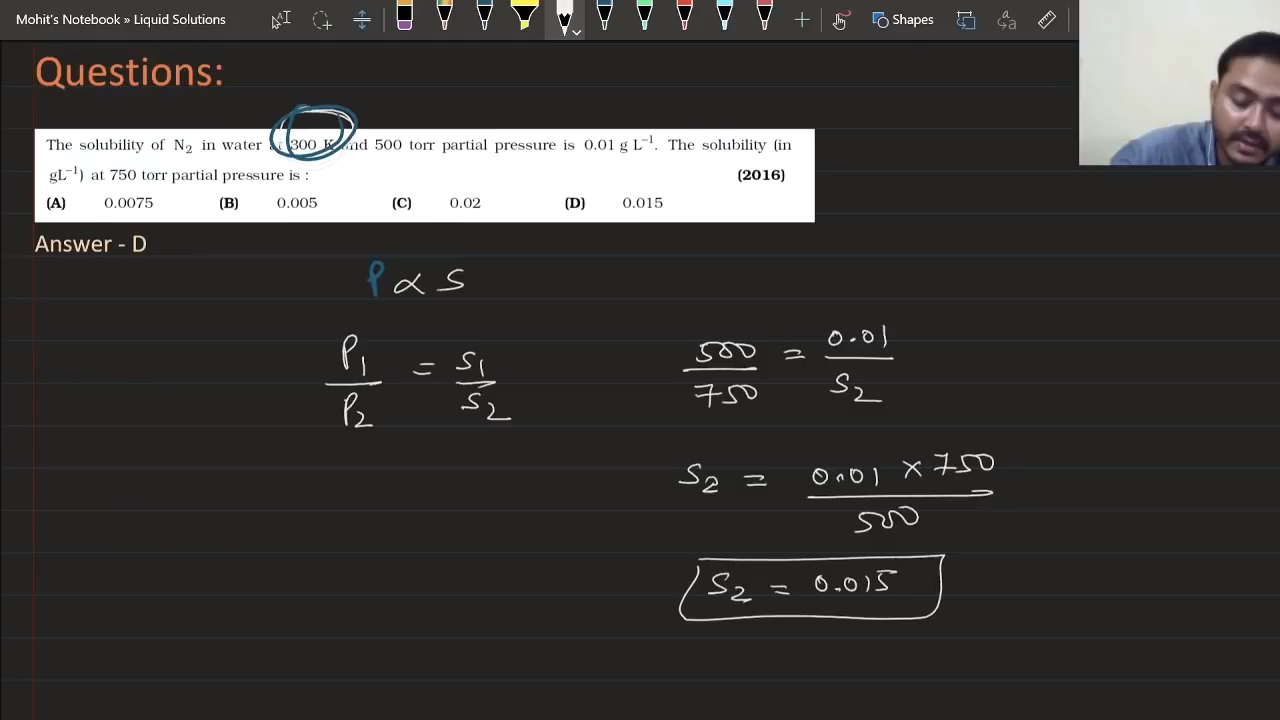 Mohit's Notebook » Liquid Solutions
Shapes
Questions:
The solubility of N₂ in water at 300 K and 500 torr partial pressure is 0.01 g L⁻¹. The solubility (in
gL⁻¹) at 750 torr partial pressure is : (2016)
(A) 0.0075 (B) 0.005 (C) 0.02 (D) 0.015
Answer - D
P ∝ S
P₁/P₂ = S₁/S₂
500/750 = 0.01/S₂
S₂ = 0.01 × 750/500
S₂ = 0.015